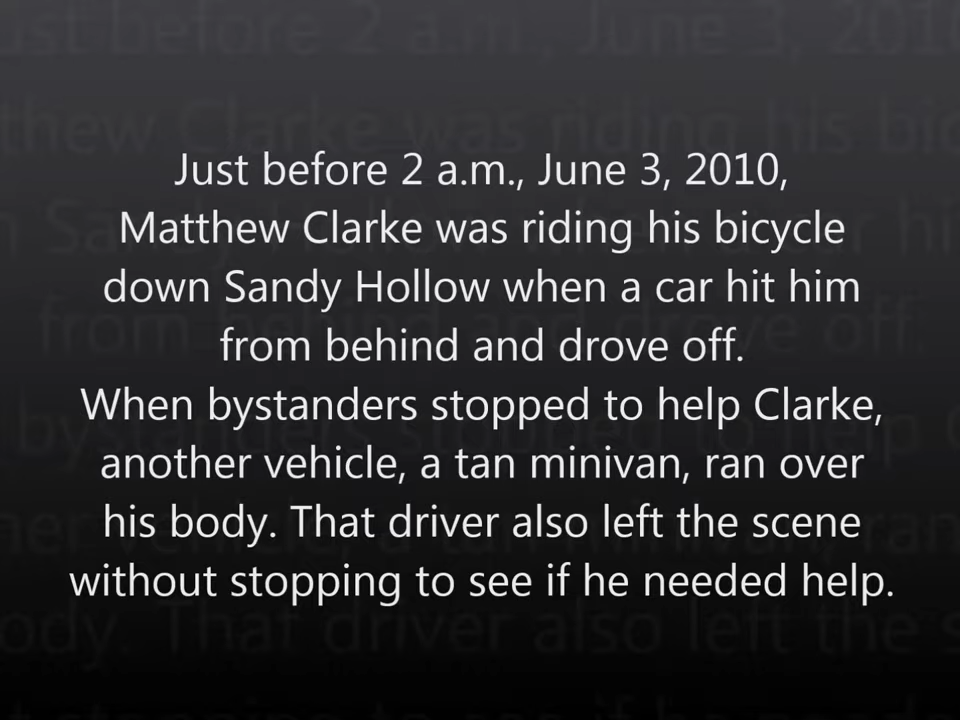 Just before 2 a.m., June 3, 2010,
Matthew Clarke was riding his bicycle
down Sandy Hollow when a car hit him
from behind and drove off.
When bystanders stopped to help Clarke,
another vehicle, a tan minivan, ran over
his body. That driver also left the scene
without stopping to see if he needed help.